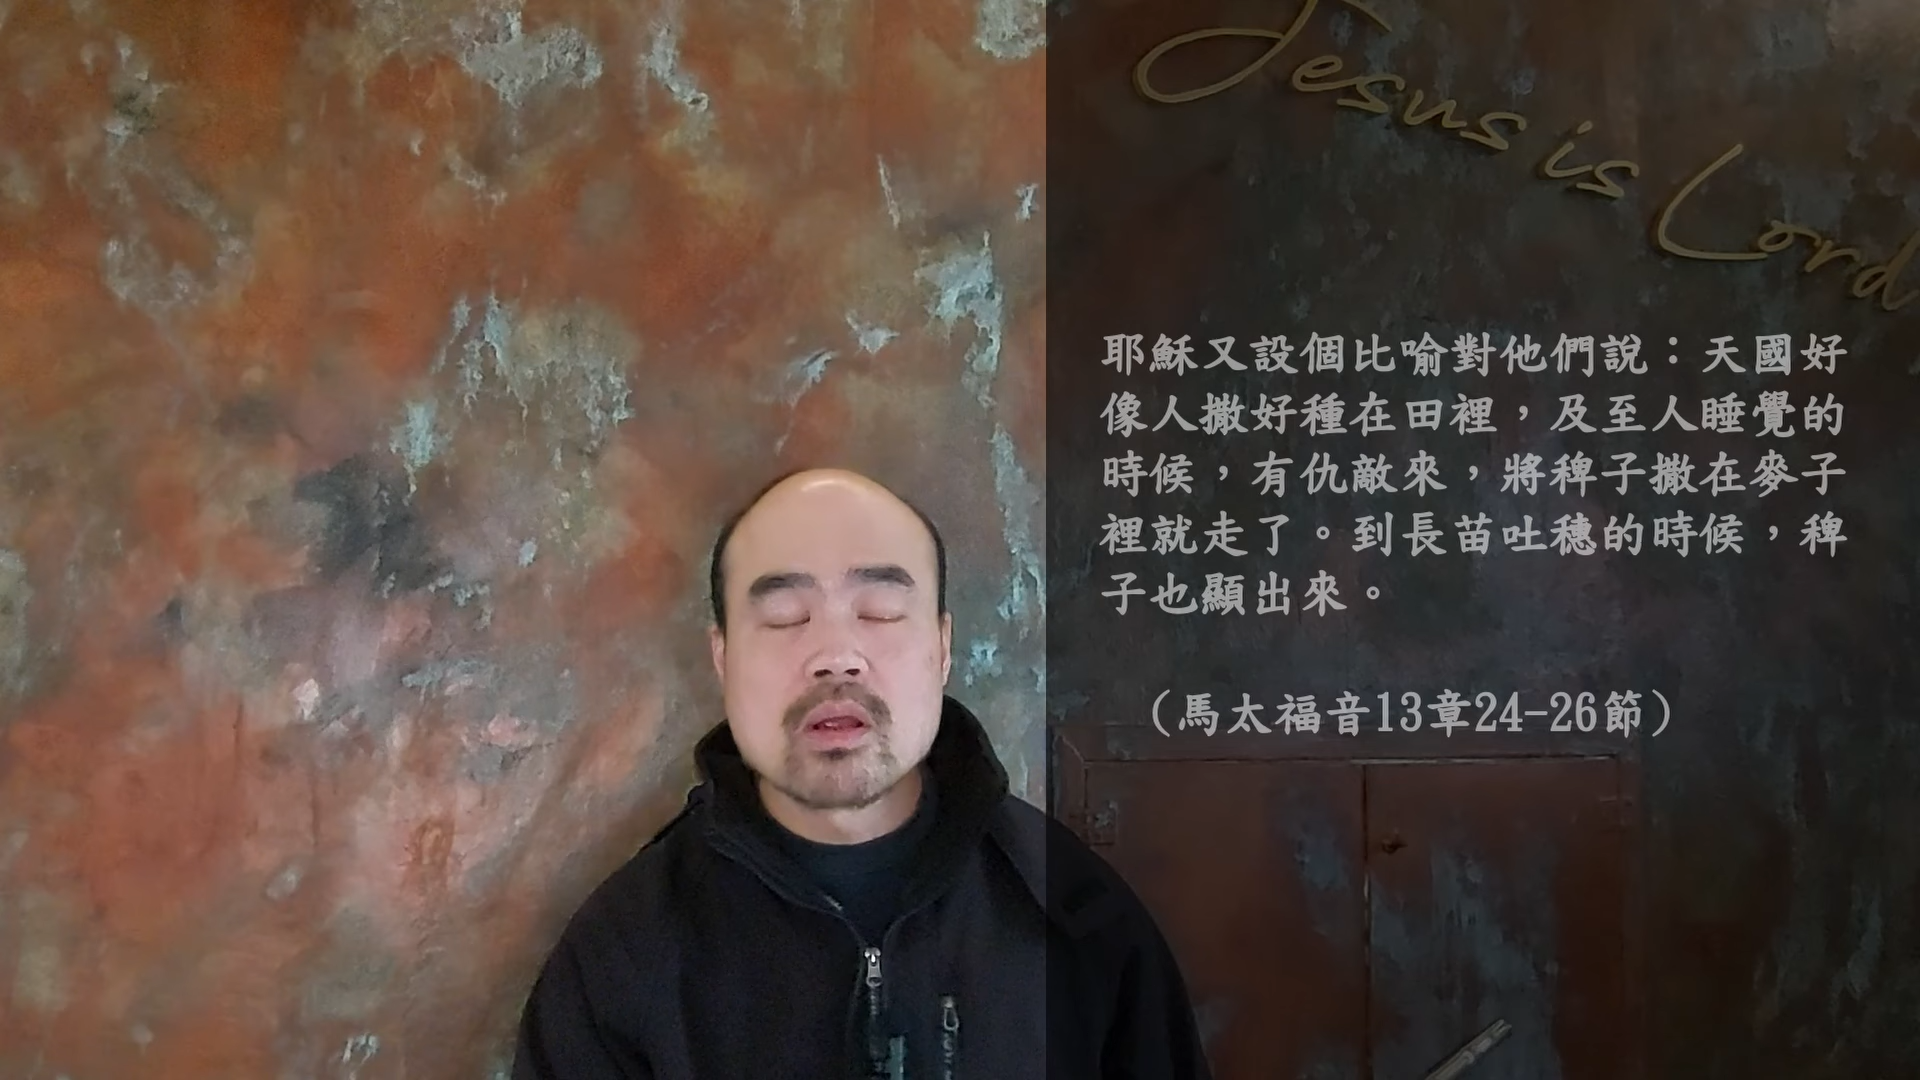 Jesus is Lord
耶穌又設個比喻對他們說：天國好
像人撒好種在田裡，及至人睡覺的
時候，有仇敵來，將稗子撒在麥子
裡就走了。到長苗吐穗的時候，稗
子也顯出來。
（馬太福音13章24-26節）